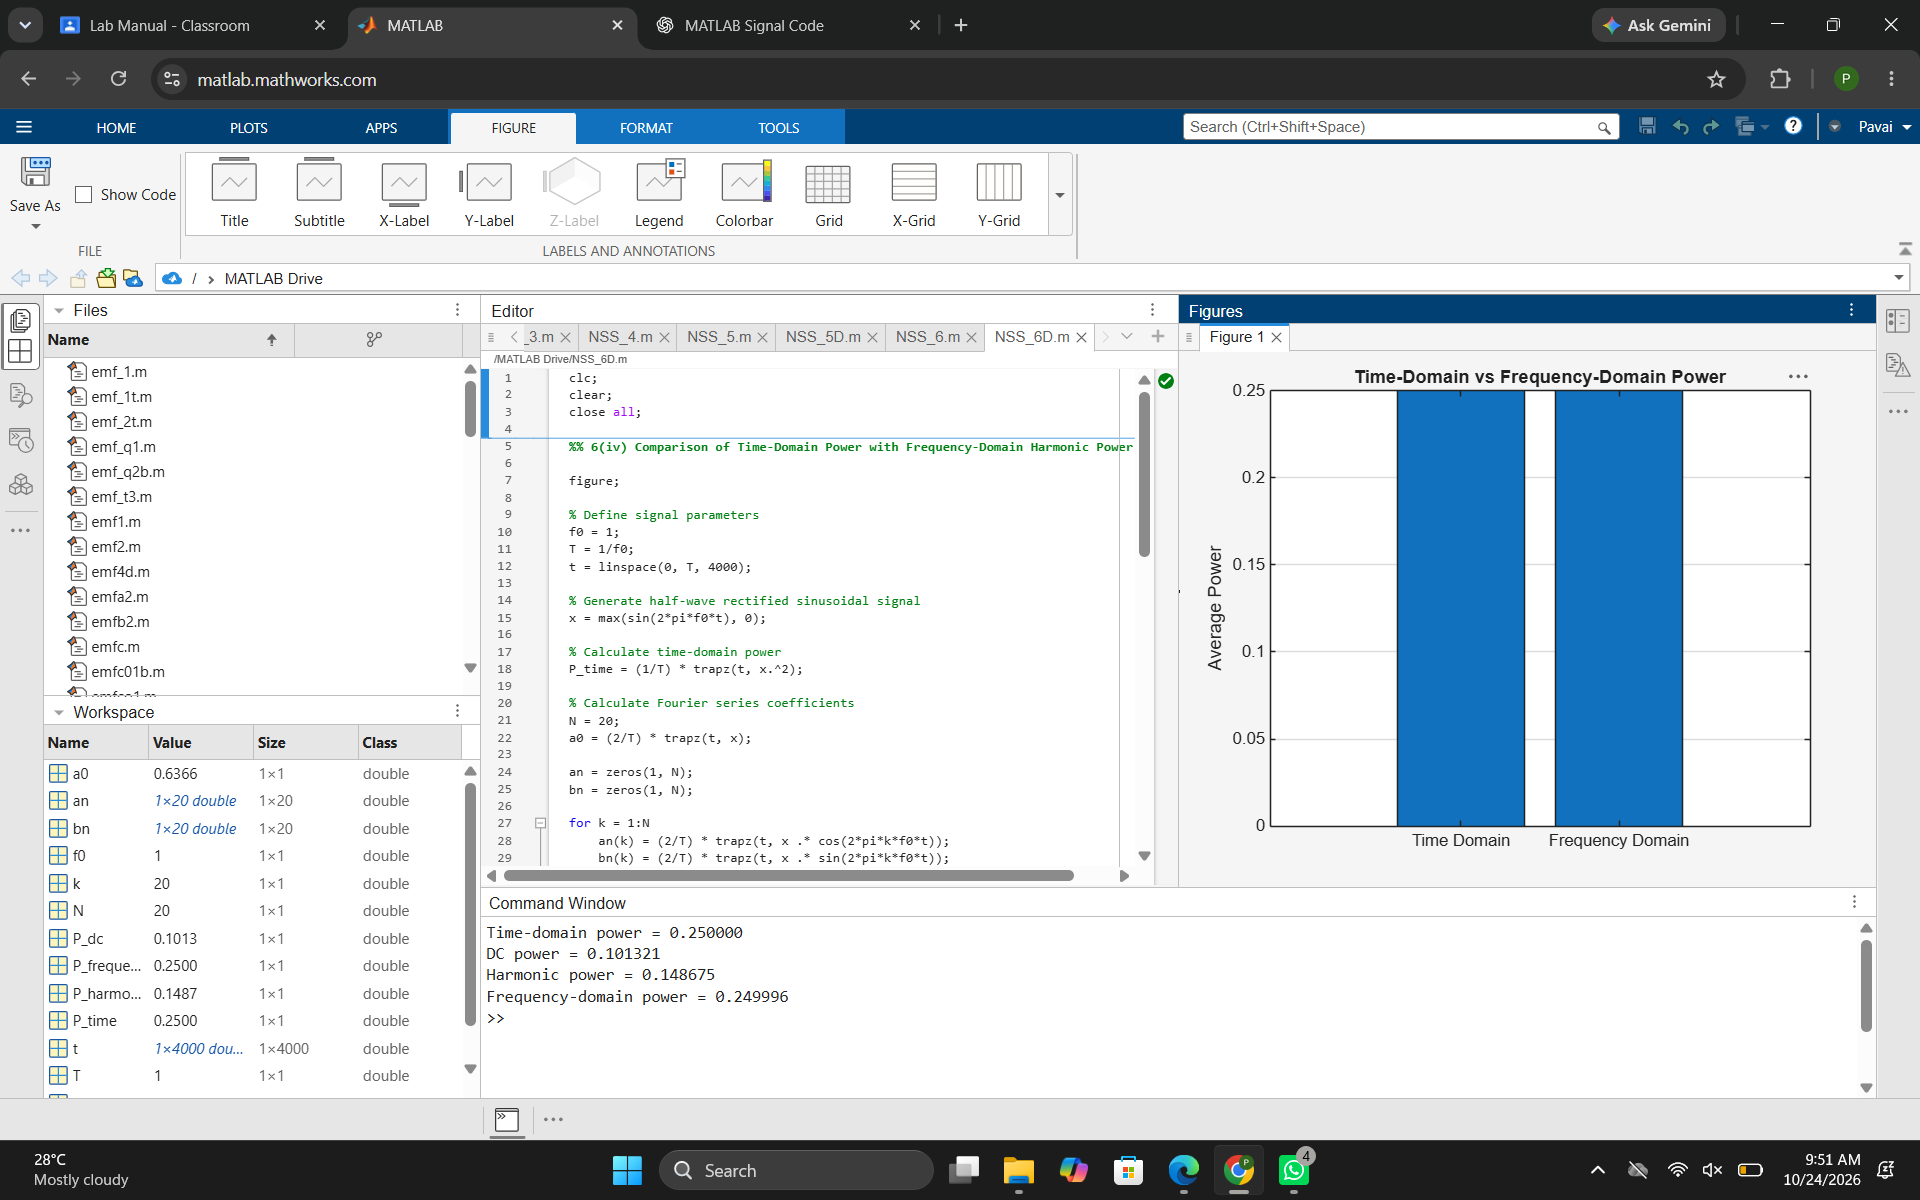 Lab Manual - Classroom
MATLAB
MATLAB Signal Code
Ask Gemini
matlab.mathworks.com
P
HOME
PLOTS
APPS
FIGURE
FORMAT
TOOLS
Search (Ctrl+Shift+Space)
Pavai
Save As
Show Code
Title
Subtitle
X-Label
Y-Label
Z-Label
Legend
Colorbar
Grid
X-Grid
Y-Grid
FILE
LABELS AND ANNOTATIONS
/ > MATLAB Drive
Files
Name
emf_1.m
emf_1t.m
emf_2t.m
emf_q1.m
emf_q2b.m
emf_t3.m
emf1.m
emf2.m
emf4d.m
emfa2.m
emfb2.m
emfc.m
emfc01b.m
Workspace
Name Value Size Class
a0 0.6366 1×1 double
an 1×20 double 1×20 double
bn 1×20 double 1×20 double
f0 1 1×1 double
k 20 1×1 double
N 20 1×1 double
P_dc 0.1013 1×1 double
P_freque... 0.2500 1×1 double
P_harmo... 0.1487 1×1 double
P_time 0.2500 1×1 double
t 1×4000 dou... 1×4000 double
T 1 1×1 double
Editor
_3.m NSS_4.m NSS_5.m NSS_5D.m NSS_6.m NSS_6D.m
/MATLAB Drive/NSS_6D.m
1 clc;
2 clear;
3 close all;
4
5 %% 6(iv) Comparison of Time-Domain Power with Frequency-Domain Harmonic Power
6
7 figure;
8
9 % Define signal parameters
10 f0 = 1;
11 T = 1/f0;
12 t = linspace(0, T, 4000);
13
14 % Generate half-wave rectified sinusoidal signal
15 x = max(sin(2*pi*f0*t), 0);
16
17 % Calculate time-domain power
18 P_time = (1/T) * trapz(t, x.^2);
19
20 % Calculate Fourier series coefficients
21 N = 20;
22 a0 = (2/T) * trapz(t, x);
23
24 an = zeros(1, N);
25 bn = zeros(1, N);
26
27 for k = 1:N
28 an(k) = (2/T) * trapz(t, x .* cos(2*pi*k*f0*t));
29 bn(k) = (2/T) * trapz(t, x .* sin(2*pi*k*f0*t));
Figures
Figure 1
Time-Domain vs Frequency-Domain Power
0.25
0.2
0.15
0.1
0.05
0
Average Power
Time Domain
Frequency Domain
Command Window
Time-domain power = 0.250000
DC power = 0.101321
Harmonic power = 0.148675
Frequency-domain power = 0.249996
>>
28°C
Mostly cloudy
Search
4
9:51 AM
10/24/2026